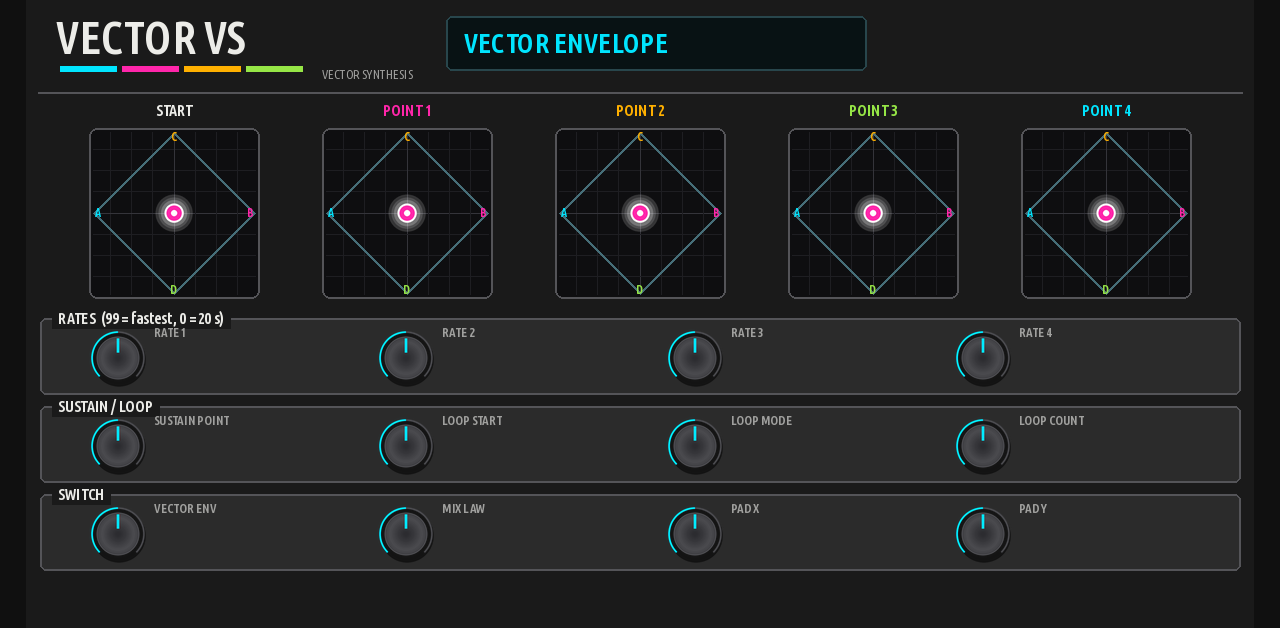 VECTOR VS
VECTOR ENVELOPE
VECTOR SYNTHESIS
START
POINT 1
POINT 2
POINT 3
POINT 4
C
C
C
C
C
A
B
A
B
A
B
A
B
A
B
D
D
D
D
D
RATES (99 = fastest, 0 = 20 s)
RATE 1
RATE 2
RATE 3
RATE 4
SUSTAIN / LOOP
SUSTAIN POINT
LOOP START
LOOP MODE
LOOP COUNT
SWITCH
VECTOR ENV
MIX LAW
PAD X
PAD Y